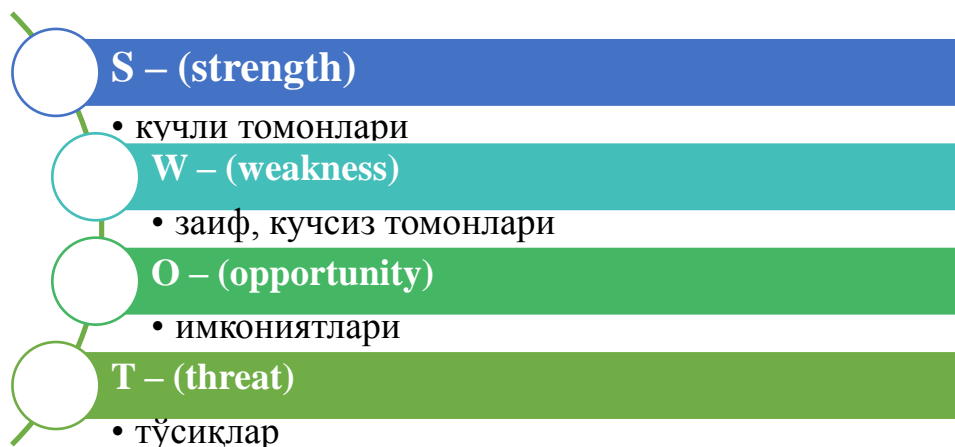 S – (strength)
• кучли томонлари
W – (weakness)
• заиф, кучсиз томонлари
O – (opportunity)
• имкониятлари
T – (threat)
• тўсиқлар